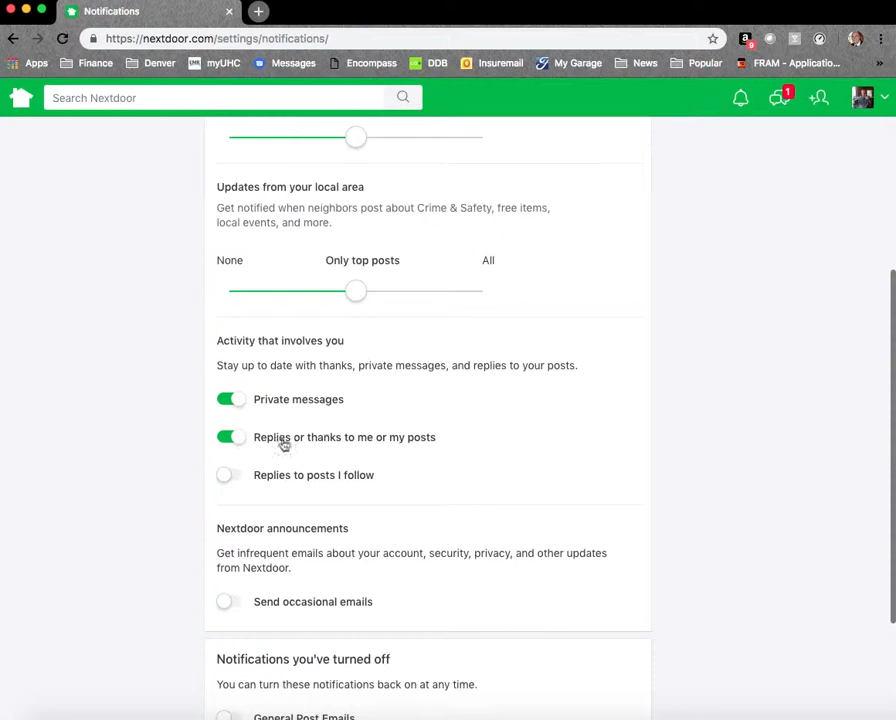 Notifications
https://nextdoor.com/settings/notifications/
9
Apps
Finance
Denver
myUHC
Messages
Encompass
DDB
Insuremail
My Garage
News
Popular
FRAM - Applicatio...
»
Search Nextdoor
1
Updates from your local area
Get notified when neighbors post about Crime & Safety, free items,
local events, and more.
None Only top posts All
Activity that involves you
Stay up to date with thanks, private messages, and replies to your posts.
Private messages
Replies or thanks to me or my posts
Replies to posts I follow
Nextdoor announcements
Get infrequent emails about your account, security, privacy, and other updates
from Nextdoor.
Send occasional emails
Notifications you've turned off
You can turn these notifications back on at any time.
General Post Emails